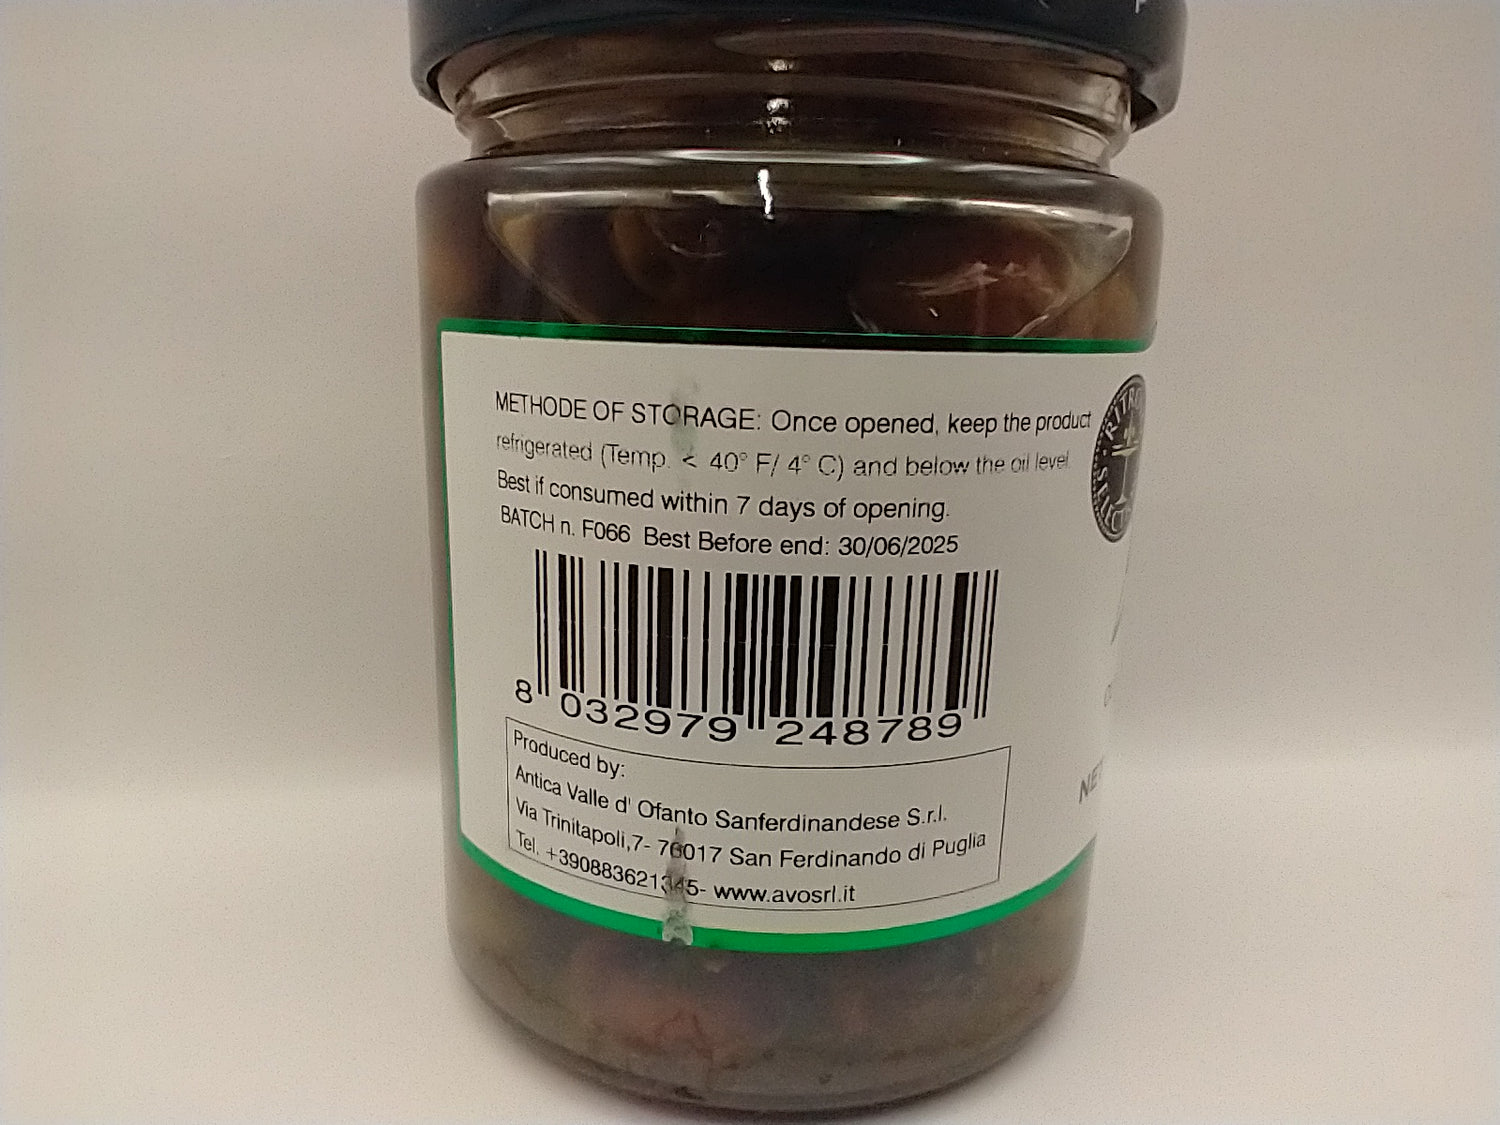 METHODE OF STORAGE: Once opened, keep the product
refrigerated (Temp. < 40° F/ 4° C) and below the oil level.
Best if consumed within 7 days of opening.
BATCH n. F066 Best Before end: 30/06/2025
8 032979 248789
Produced by:
Antica Valle d' Ofanto Sanferdinandese S.r.l.
Via Trinitapoli,7- 76017 San Ferdinando di Puglia
Tel. +390883621345- www.avosrl.it